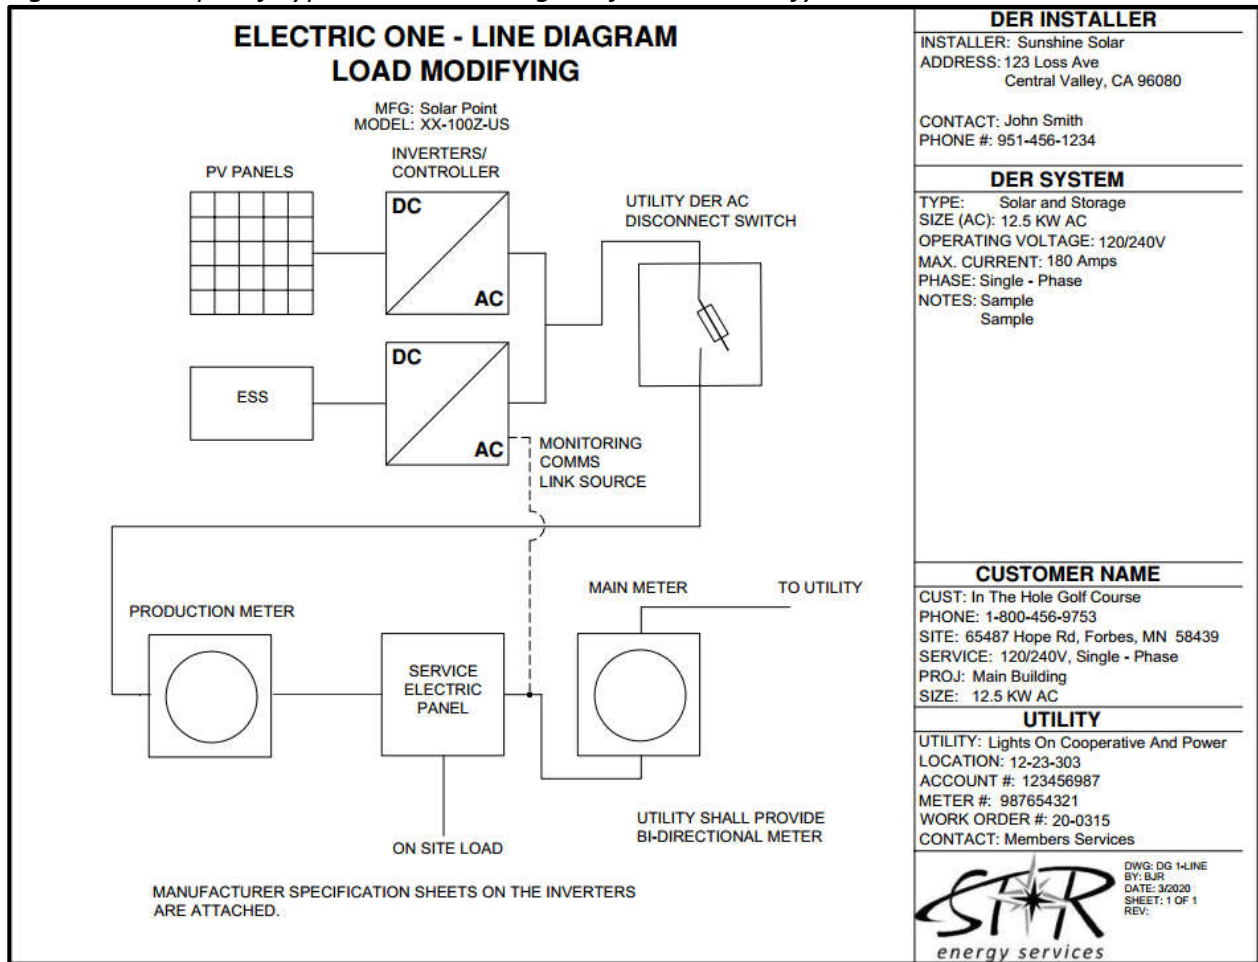 ELECTRIC ONE - LINE DIAGRAM
LOAD MODIFYING
MFG: Solar Point
MODEL: XX-100Z-US
PV PANELS
INVERTERS/
CONTROLLER
DC
AC
UTILITY DER AC
DISCONNECT SWITCH
ESS
DC
AC
MONITORING
COMMS
LINK SOURCE
PRODUCTION METER
SERVICE
ELECTRIC
PANEL
MAIN METER
TO UTILITY
ON SITE LOAD
UTILITY SHALL PROVIDE
BI-DIRECTIONAL METER
MANUFACTURER SPECIFICATION SHEETS ON THE INVERTERS
ARE ATTACHED.
DER INSTALLER
INSTALLER: Sunshine Solar
ADDRESS: 123 Loss Ave
Central Valley, CA 96080
CONTACT: John Smith
PHONE #: 951-456-1234
DER SYSTEM
TYPE: Solar and Storage
SIZE (AC): 12.5 KW AC
OPERATING VOLTAGE: 120/240V
MAX. CURRENT: 180 Amps
PHASE: Single - Phase
NOTES: Sample
Sample
CUSTOMER NAME
CUST: In The Hole Golf Course
PHONE: 1-800-456-9753
SITE: 65487 Hope Rd, Forbes, MN 58439
SERVICE: 120/240V, Single - Phase
PROJ: Main Building
SIZE: 12.5 KW AC
UTILITY
UTILITY: Lights On Cooperative And Power
LOCATION: 12-23-303
ACCOUNT #: 123456987
METER #: 987654321
WORK ORDER #: 20-0315
CONTACT: Members Services
STAR
energy services
DWG: DG 1-LINE
BY: BJR
DATE: 3/2020
SHEET: 1 OF 1
REV: